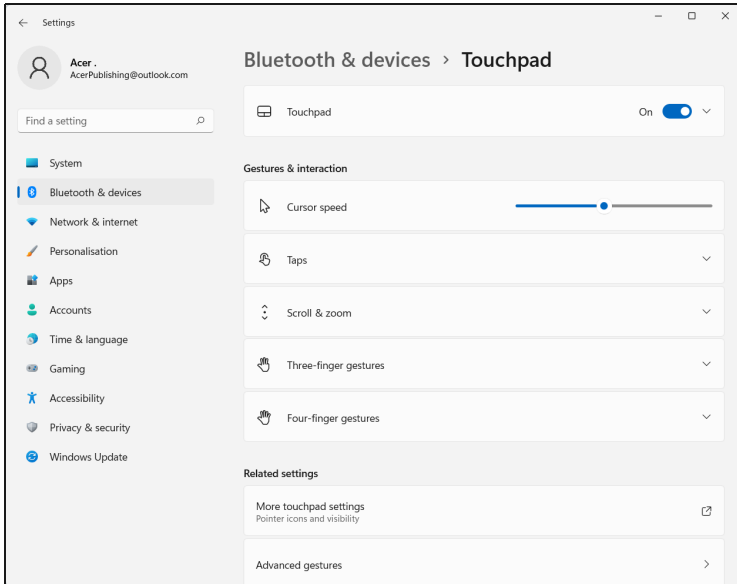 Settings
Acer .
AcerPublishing@outlook.com
Find a setting
System
Bluetooth & devices
Network & internet
Personalisation
Apps
Accounts
Time & language
Gaming
Accessibility
Privacy & security
Windows Update
Bluetooth & devices > Touchpad
Touchpad
On
Gestures & interaction
Cursor speed
Taps
Scroll & zoom
Three-finger gestures
Four-finger gestures
Related settings
More touchpad settings
Pointer icons and visibility
Advanced gestures